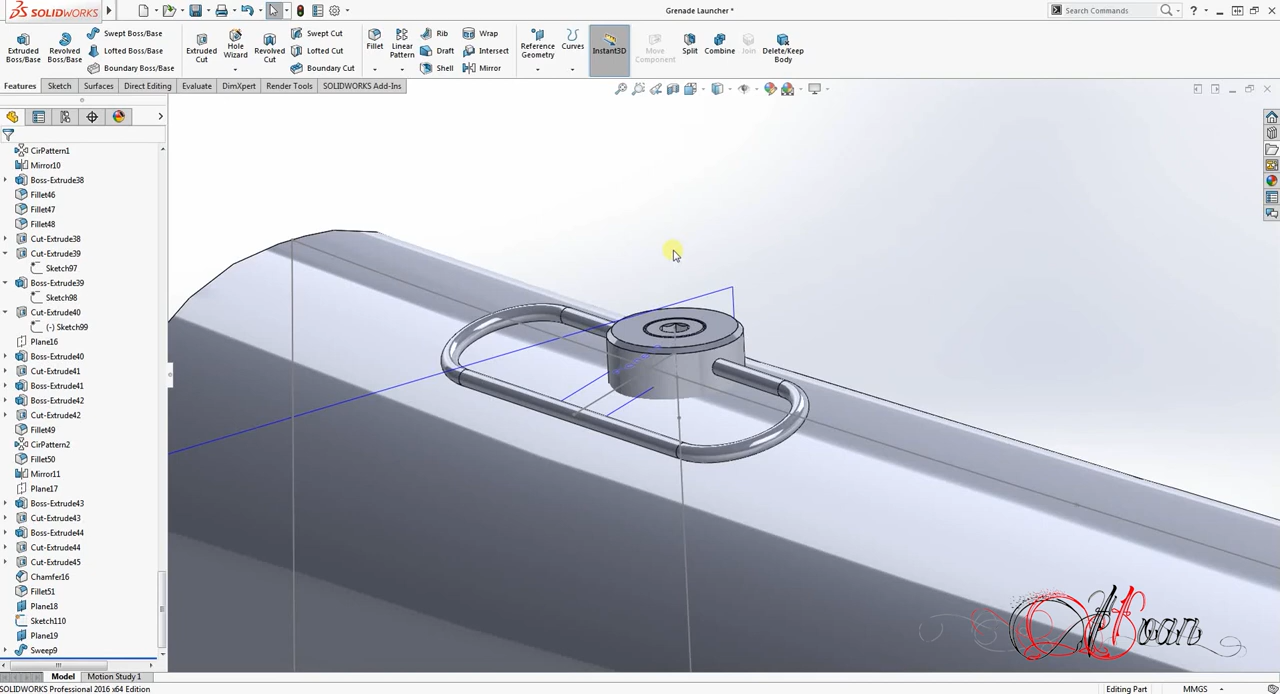 SOLIDWORKS
Grenade Launcher *
Search Commands
Extruded Boss/Base
Revolved Boss/Base
Swept Boss/Base
Lofted Boss/Base
Boundary Boss/Base
Extruded Cut
Hole Wizard
Revolved Cut
Swept Cut
Lofted Cut
Boundary Cut
Fillet
Linear Pattern
Rib
Draft
Shell
Wrap
Intersect
Mirror
Reference Geometry
Curves
Instant3D
Move Component
Split
Combine
Join
Delete/Keep Body
Features
Sketch
Surfaces
Direct Editing
Evaluate
DimXpert
Render Tools
SOLIDWORKS Add-Ins
CirPattern1
Mirror10
Boss-Extrude38
Fillet46
Fillet47
Fillet48
Cut-Extrude38
Cut-Extrude39
Sketch97
Boss-Extrude39
Sketch98
Cut-Extrude40
(-) Sketch99
Plane16
Boss-Extrude40
Cut-Extrude41
Boss-Extrude41
Boss-Extrude42
Cut-Extrude42
Fillet49
CirPattern2
Fillet50
Mirror11
Plane17
Boss-Extrude43
Cut-Extrude43
Boss-Extrude44
Cut-Extrude44
Cut-Extrude45
Chamfer16
Fillet51
Plane18
Sketch110
Plane19
Sweep9
Model
Motion Study 1
SOLIDWORKS Professional 2016 x64 Edition
Editing Part
MMGS